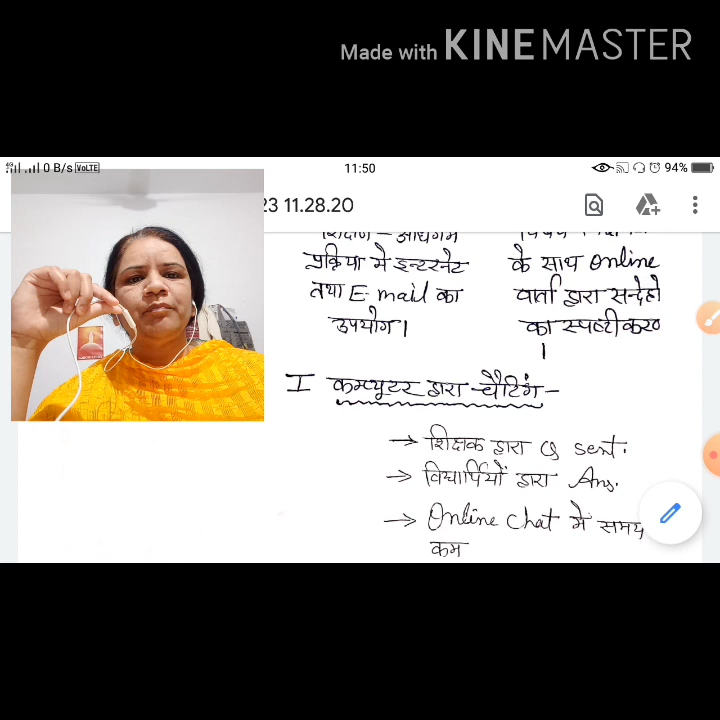 Made with KINEMASTER
0 B/s VoLTE 11:50 94%
23 11.28.20
प्रक्रिया में इन्टरनेट
तथा E-mail का
उपयोग।
के साथ Online
वार्ता द्वारा सन्देहो
का स्पष्टीकरण
।
I कम्प्यूटर द्वारा चैटिंग -
→ शिक्षक द्वारा Q sent.
→ विद्यार्थियों द्वारा Ans.
→ Online Chat में समय
कम